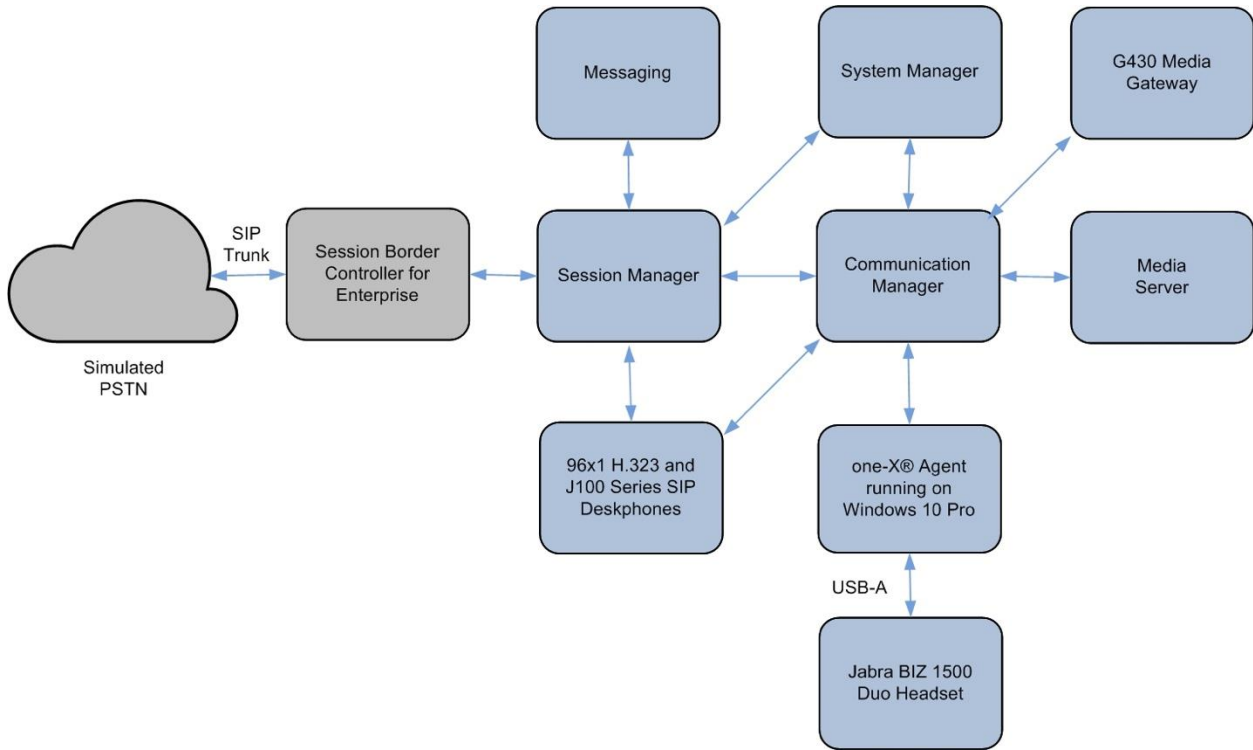 Messaging
System Manager
G430 Media
Gateway
SIP
Trunk
Session Border
Controller for
Enterprise
Session Manager
Communication
Manager
Media
Server
Simulated
PSTN
96x1 H.323 and
J100 Series SIP
Deskphones
one-X® Agent
running on
Windows 10 Pro
USB-A
Jabra BIZ 1500
Duo Headset